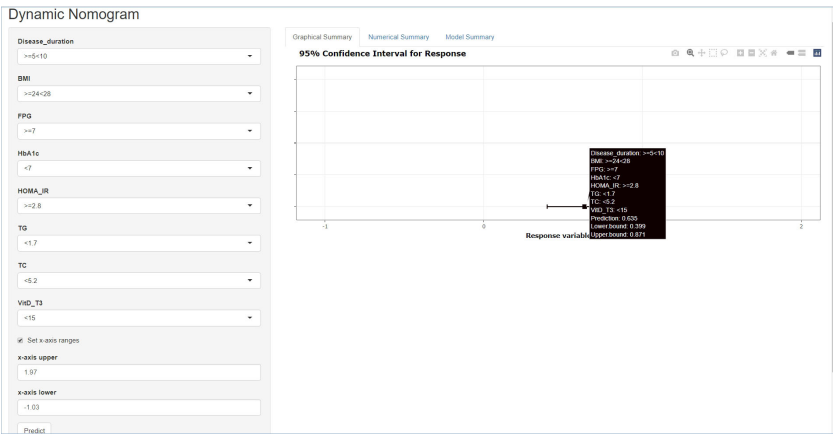 Dynamic Nomogram
Disease_duration
>=5<10
BMI
>=24<28
FPG
>=7
HbA1c
<7
HOMA_IR
>=2.8
TG
<1.7
TC
<5.2
VitD_T3
<15
Set x-axis ranges
x-axis upper
1.97
x-axis lower
-1.03
Predict
Graphical Summary Numerical Summary Model Summary
95% Confidence Interval for Response
Disease_duration: >=5<10
BMI: >=24<28
FPG: >=7
HbA1c: <7
HOMA_IR: >=2.8
TG: <1.7
TC: <5.2
VitD_T3: <15
Prediction: 0.635
Lower.bound: 0.399
Upper.bound: 0.871
-1 0 2
Response variable